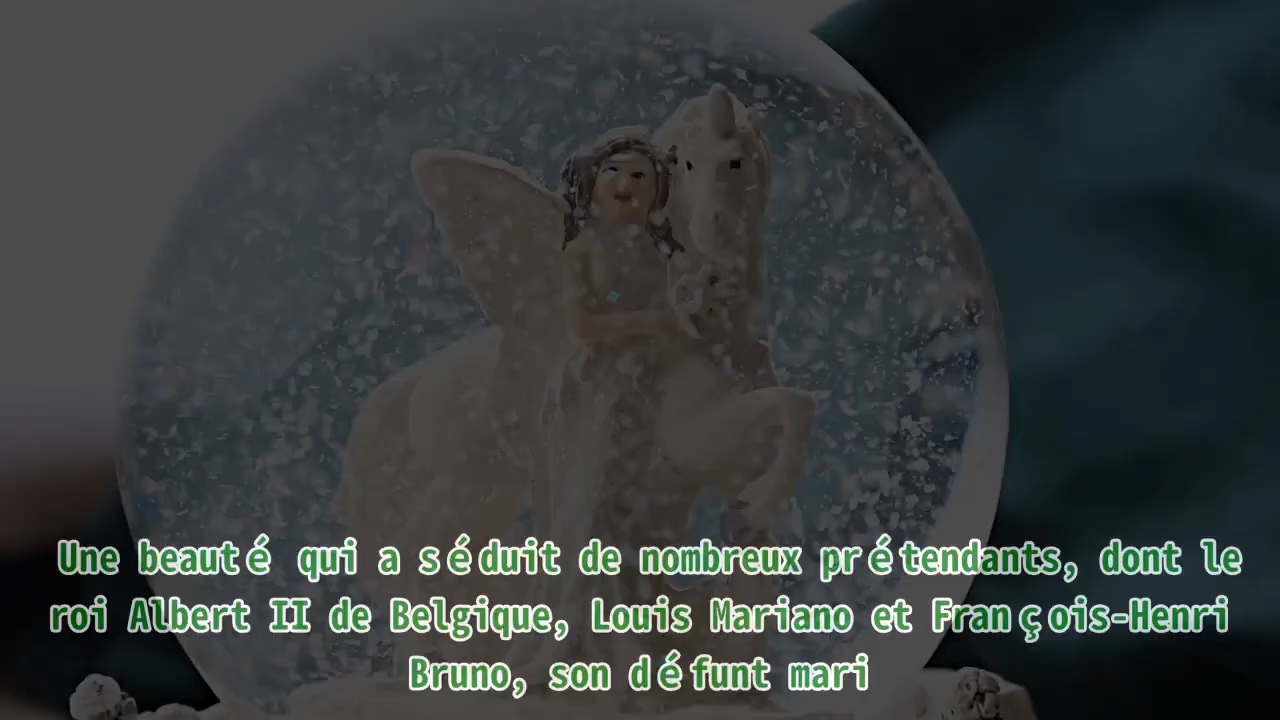 Une beauté qui a séduit de nombreux prétendants, dont le
roi Albert II de Belgique, Louis Mariano et François-Henri
Bruno, son défunt mari